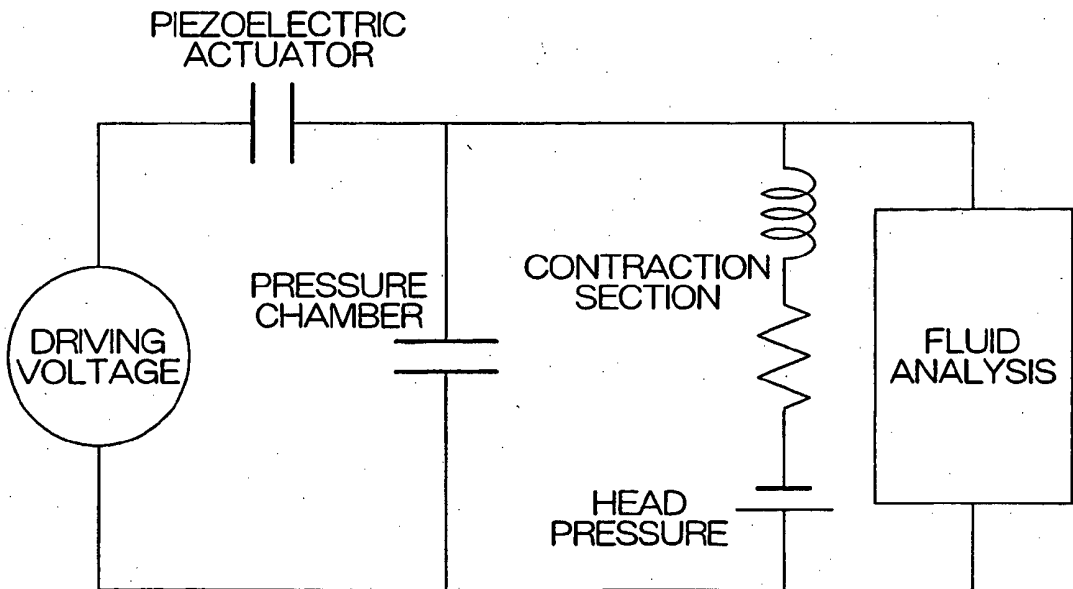 PIEZOELECTRIC
ACTUATOR
DRIVING
VOLTAGE
PRESSURE
CHAMBER
CONTRACTION
SECTION
HEAD
PRESSURE
FLUID
ANALYSIS